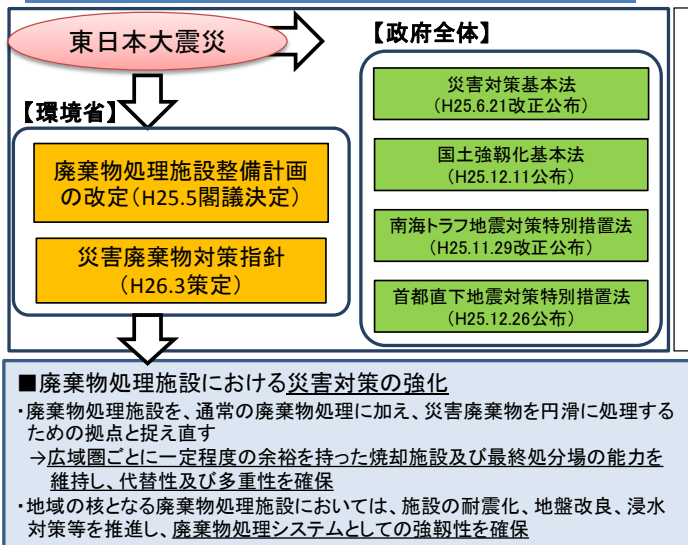 東日本大震災
【政府全体】
災害対策基本法
(H25.6.21改正公布)
国土強靱化基本法
(H25.12.11公布)
南海トラフ地震対策特別措置法
(H25.11.29改正公布)
首都直下地震対策特別措置法
(H25.12.26公布)
【環境省】
廃棄物処理施設整備計画
の改定(H25.5閣議決定)
災害廃棄物対策指針
(H26.3策定)
■廃棄物処理施設における災害対策の強化
・廃棄物処理施設を、通常の廃棄物処理に加え、災害廃棄物を円滑に処理する
ための拠点と捉え直す
→広域圏ごとに一定程度の余裕を持った焼却施設及び最終処分場の能力を
維持し、代替性及び多重性を確保
・地域の核となる廃棄物処理施設においては、施設の耐震化、地盤改良、浸水
対策等を推進し、廃棄物処理システムとしての強靱性を確保